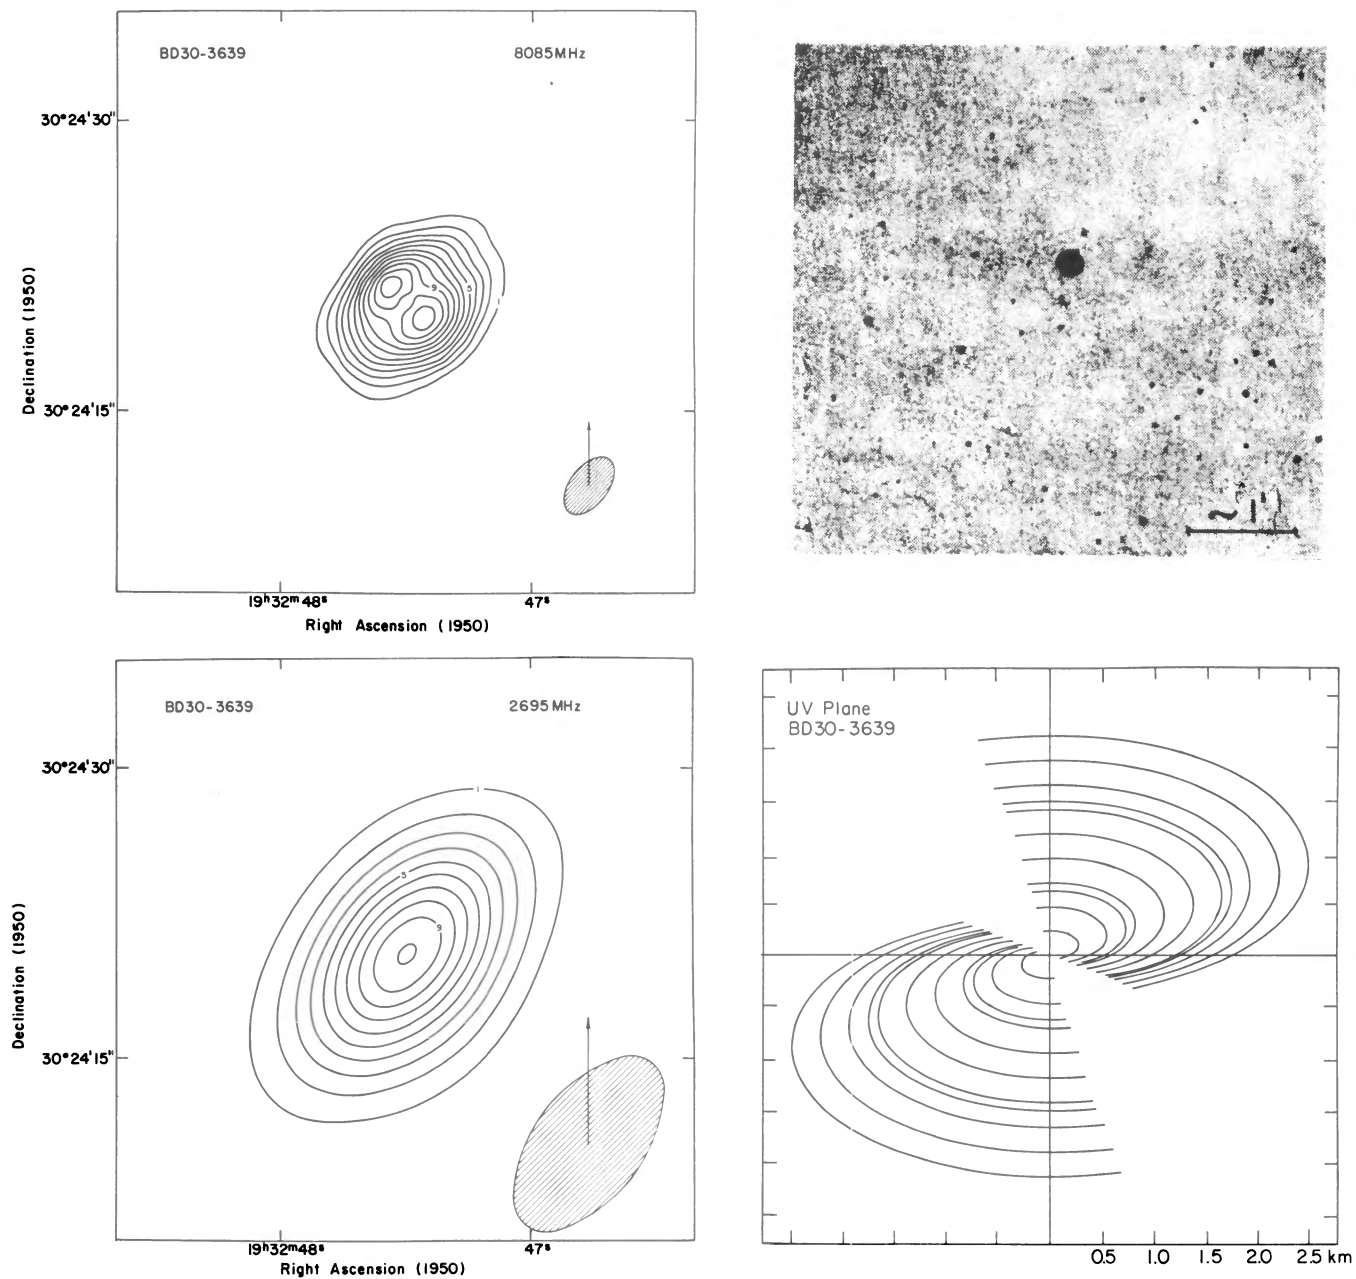 BD30-3639
8085MHz
30°24'30"
Declination (1950)
9
5
1
30°24'15"
19ʰ32ᵐ48ˢ
47ˢ
Right Ascension (1950)
~1'
BD30-3639
2695MHz
30°24'30"
1
5
9
Declination (1950)
30°24'15"
19ʰ32ᵐ48ˢ
47ˢ
Right Ascension (1950)
UV Plane
BD30-3639
0.5 1.0 1.5 2.0 2.5 km